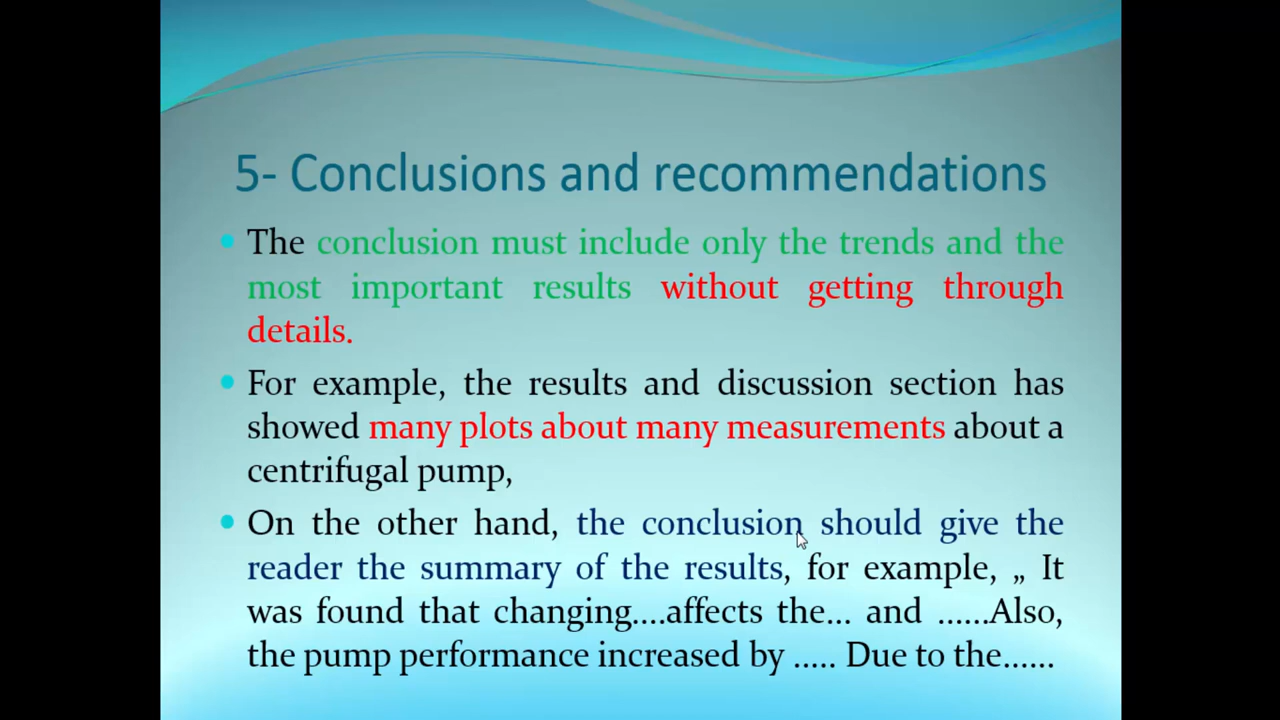 5- Conclusions and recommendations
The conclusion must include only the trends and the
most important results without getting through
details.
For example, the results and discussion section has
showed many plots about many measurements about a
centrifugal pump,
On the other hand, the conclusion should give the
reader the summary of the results, for example, „ It
was found that changing....affects the... and ......Also,
the pump performance increased by ..... Due to the......